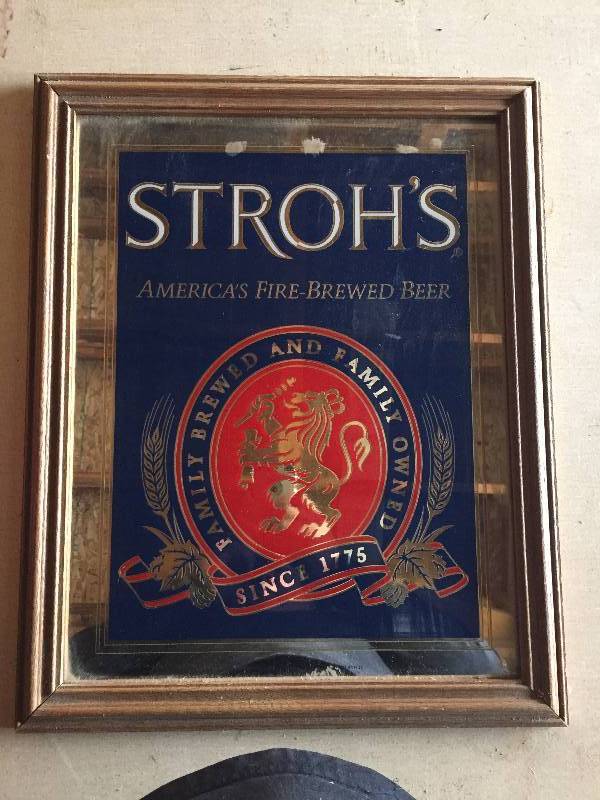 STROH'S
AMERICA'S FIRE-BREWED BEER
FAMILY BREWED AND FAMILY OWNED
SINCE 1775